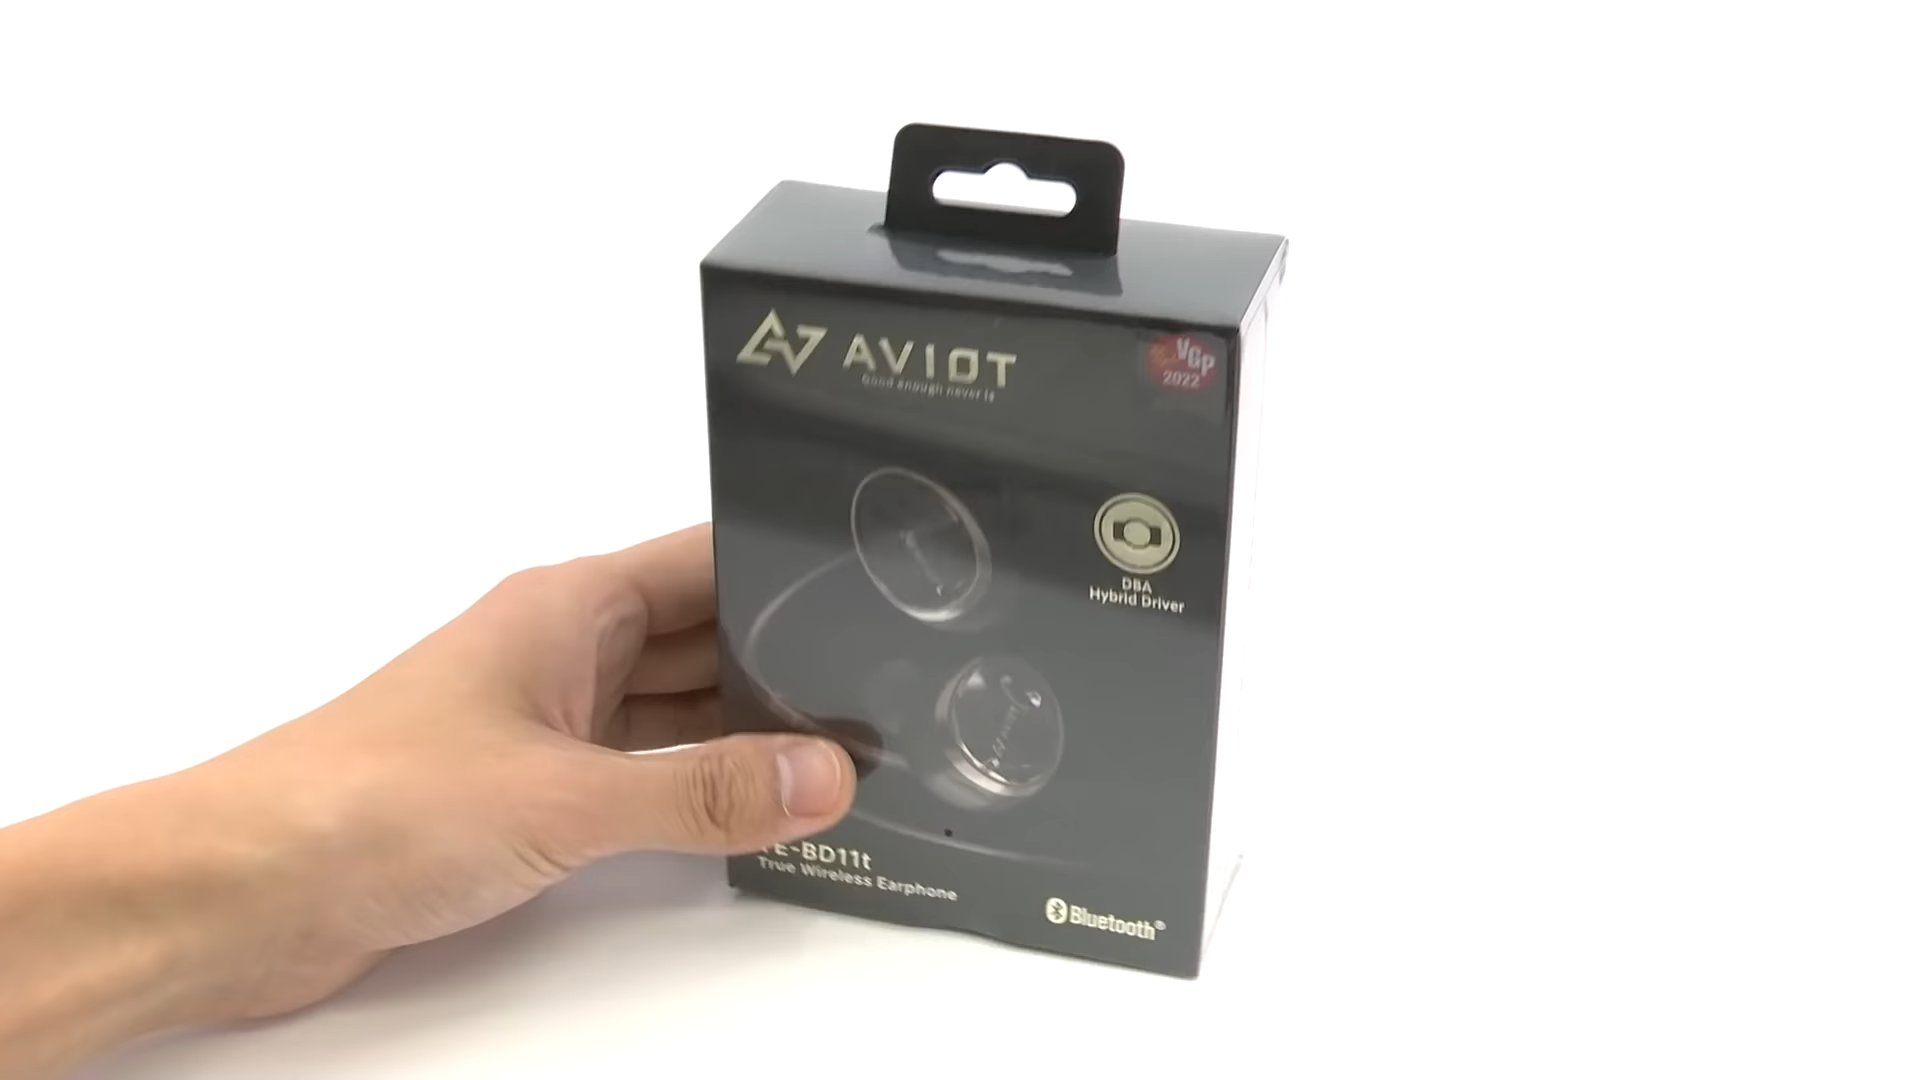 AVIOT
Good enough never is
VGP
2022
DBA
Hybrid Driver
E-BD11t
True Wireless Earphone
Bluetooth®